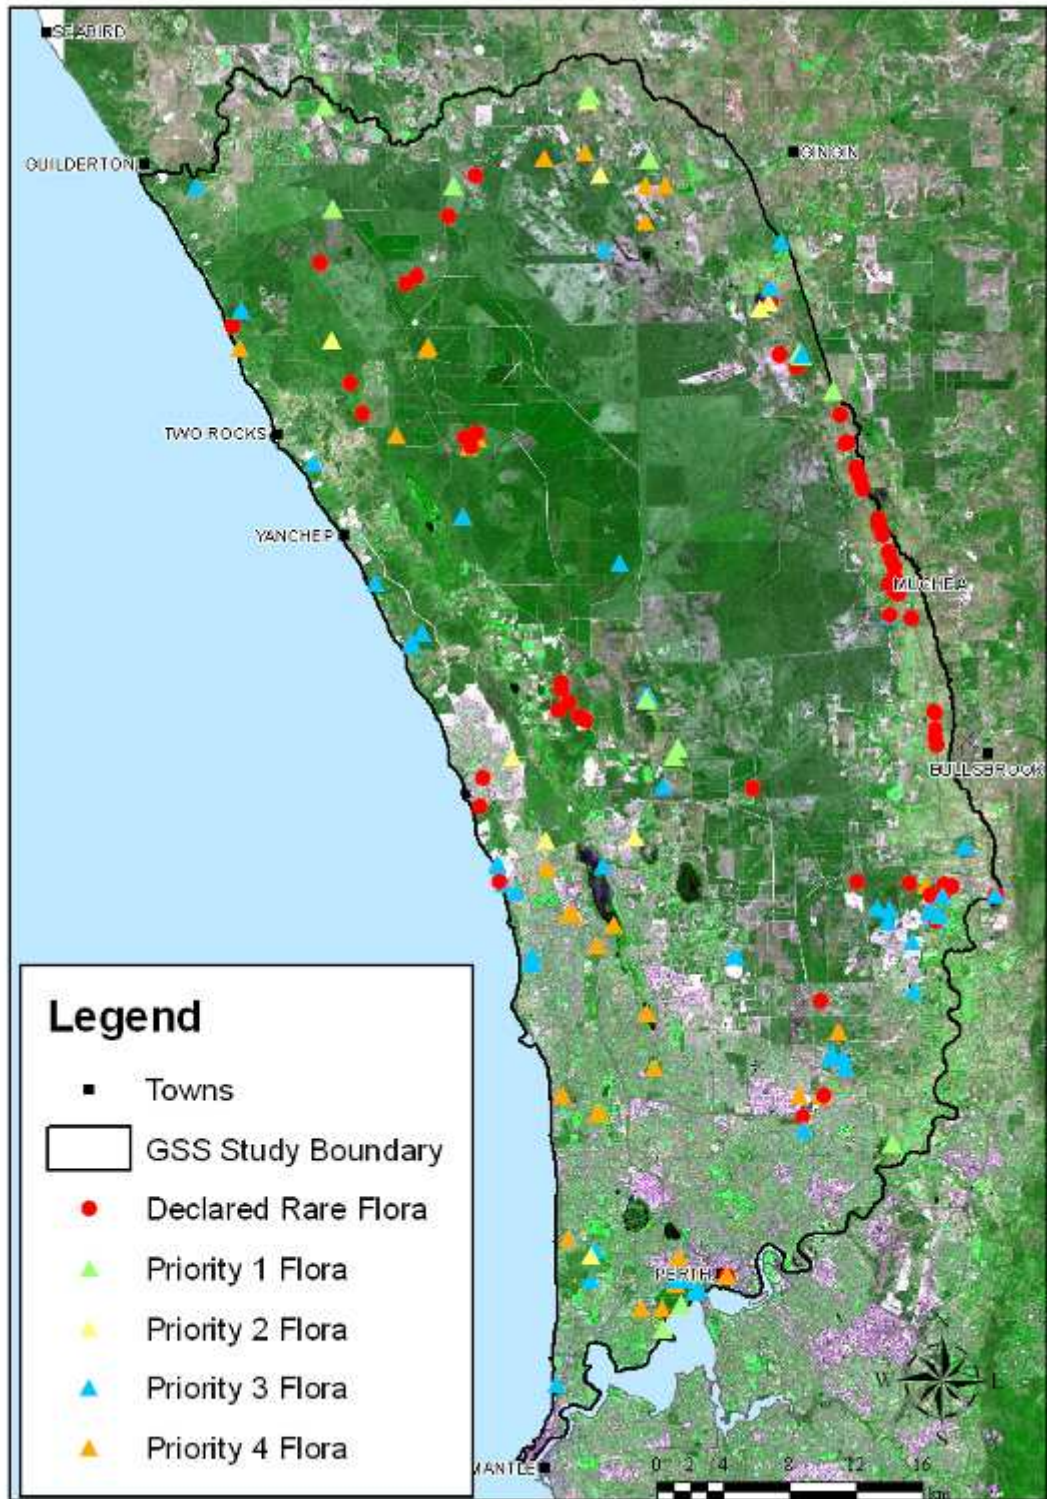 SEABIRD
GUILDERTON
GINGIN
TWO ROCKS
YANCHEP
MUCHEA
BULLSBROOK
PERTH
MANTLE
Legend
Towns
GSS Study Boundary
Declared Rare Flora
Priority 1 Flora
Priority 2 Flora
Priority 3 Flora
Priority 4 Flora
N
W E
S
0 2 4 8 12 16
km